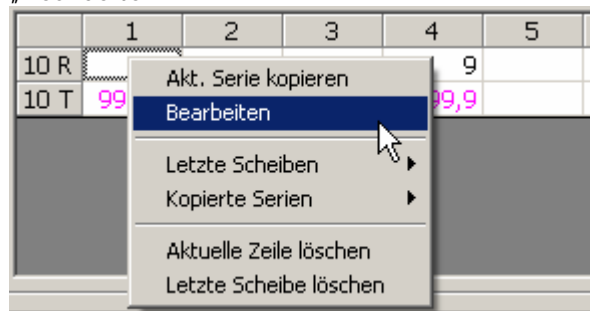 1 2 3 4 5
10 R 9
10 T 99 99,9
Akt. Serie kopieren
Bearbeiten
Letzte Scheiben
Kopierte Serien
Aktuelle Zeile löschen
Letzte Scheibe löschen